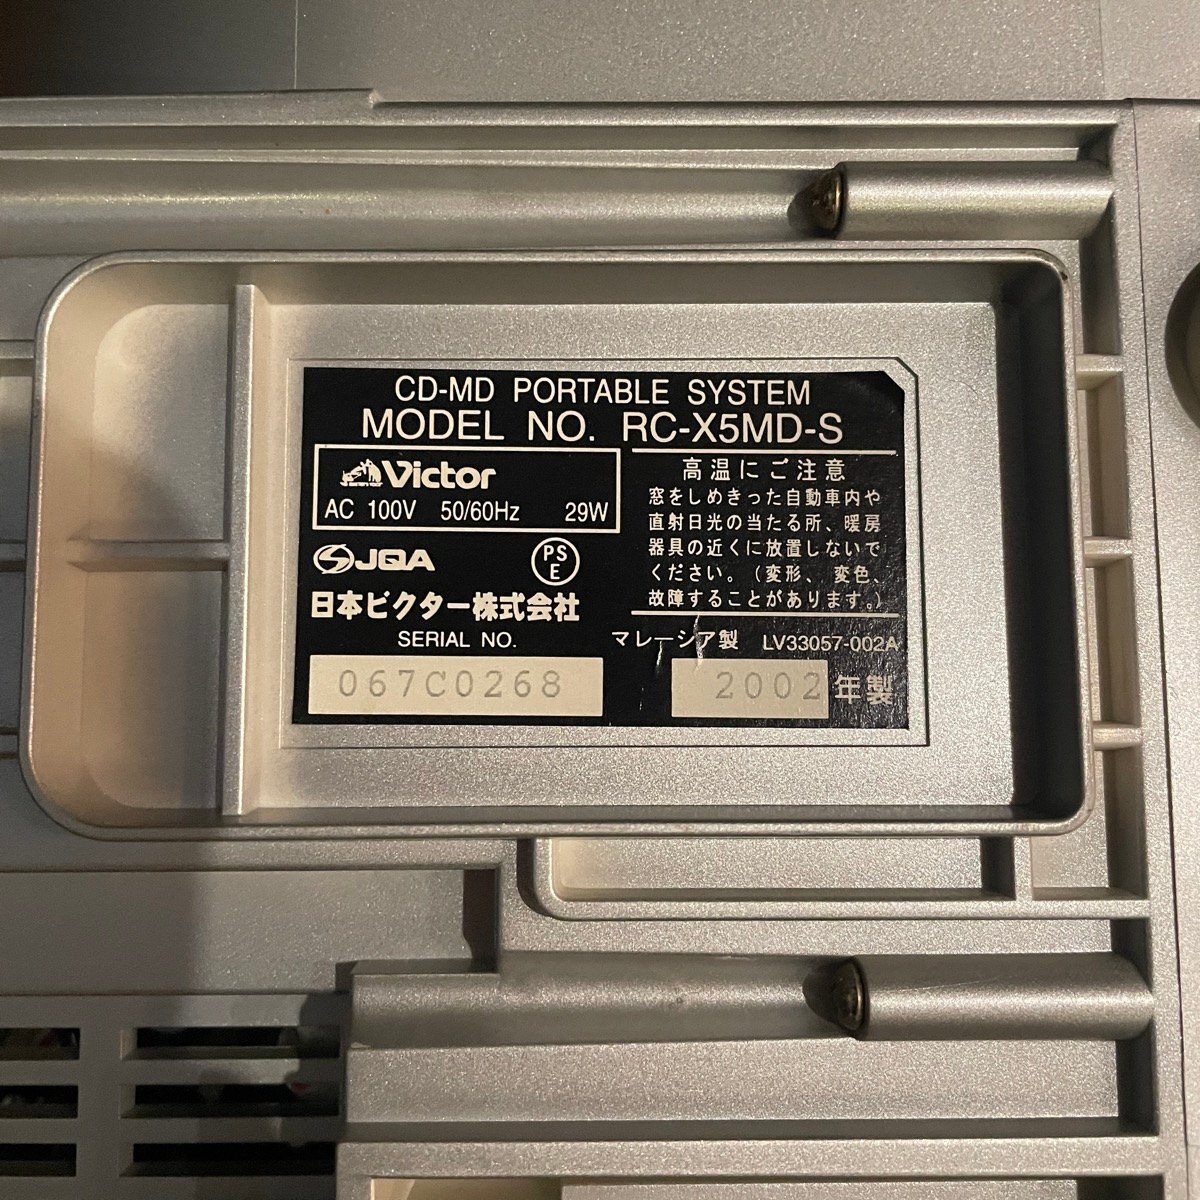 CD-MD PORTABLE SYSTEM
MODEL NO. RC-X5MD-S
Victor
AC 100V 50/60Hz 29W
JQA
PS
E
日本ビクター株式会社
SERIAL NO.
067C0268
高温にご注意
窓をしめきった自動車内や
直射日光の当たる所、暖房
器具の近くに放置しないで
ください。(変形、変色、
故障することがあります。)
マレーシア製 LV33057-002A
2002年製